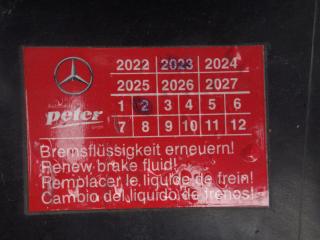 2022 2023 2024
2025 2026 2027
1 2 3 4 5 6
peter
7 8 9 10 11 12
Bremsflüssigkeit erneuern!
Renew brake fluid!
Remplacer le liquide de frein!
Cambio del liquido de frenos!